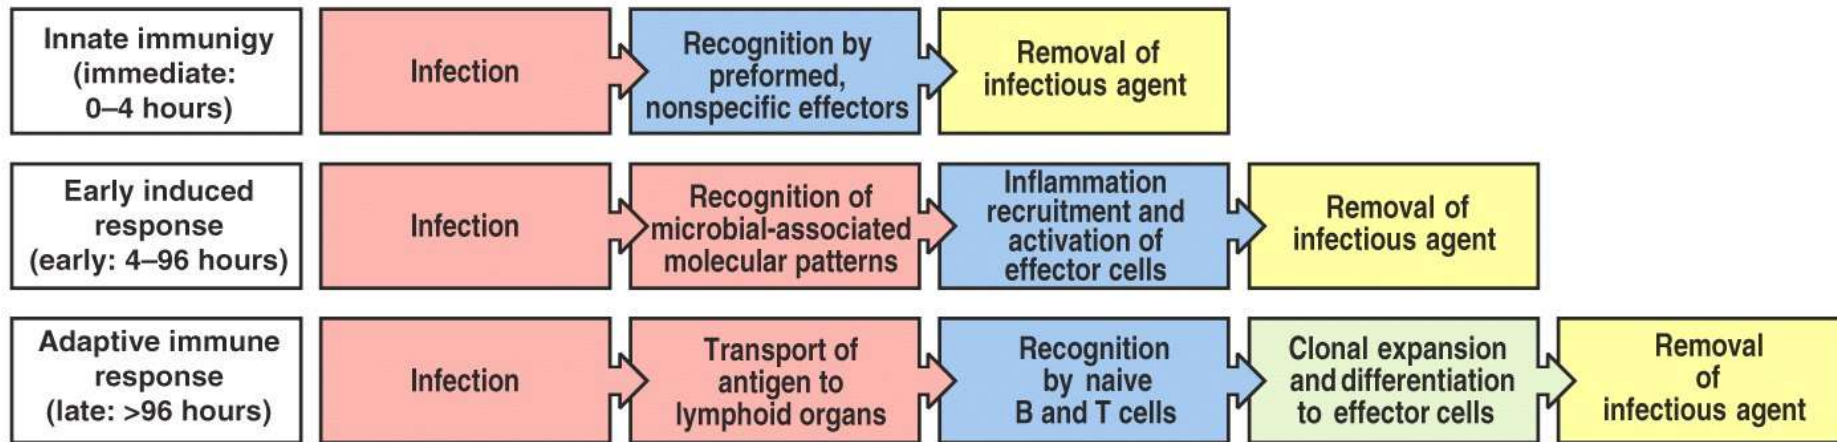 Innate immunigy
(immediate:
0–4 hours)
Infection
Recognition by
preformed,
nonspecific effectors
Removal of
infectious agent
Early induced
response
(early: 4–96 hours)
Infection
Recognition of
microbial-associated
molecular patterns
Inflammation
recruitment and
activation of
effector cells
Removal of
infectious agent
Adaptive immune
response
(late: >96 hours)
Infection
Transport of
antigen to
lymphoid organs
Recognition
by naive
B and T cells
Clonal expansion
and differentiation
to effector cells
Removal
of
infectious agent